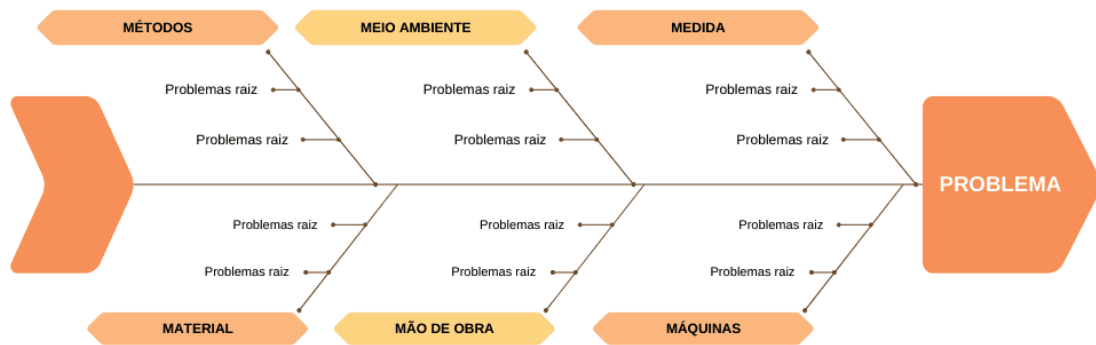 MÉTODOS
MEIO AMBIENTE
MEDIDA
Problemas raiz
Problemas raiz
Problemas raiz
Problemas raiz
Problemas raiz
Problemas raiz
PROBLEMA
Problemas raiz
Problemas raiz
Problemas raiz
Problemas raiz
Problemas raiz
Problemas raiz
MATERIAL
MÃO DE OBRA
MÁQUINAS